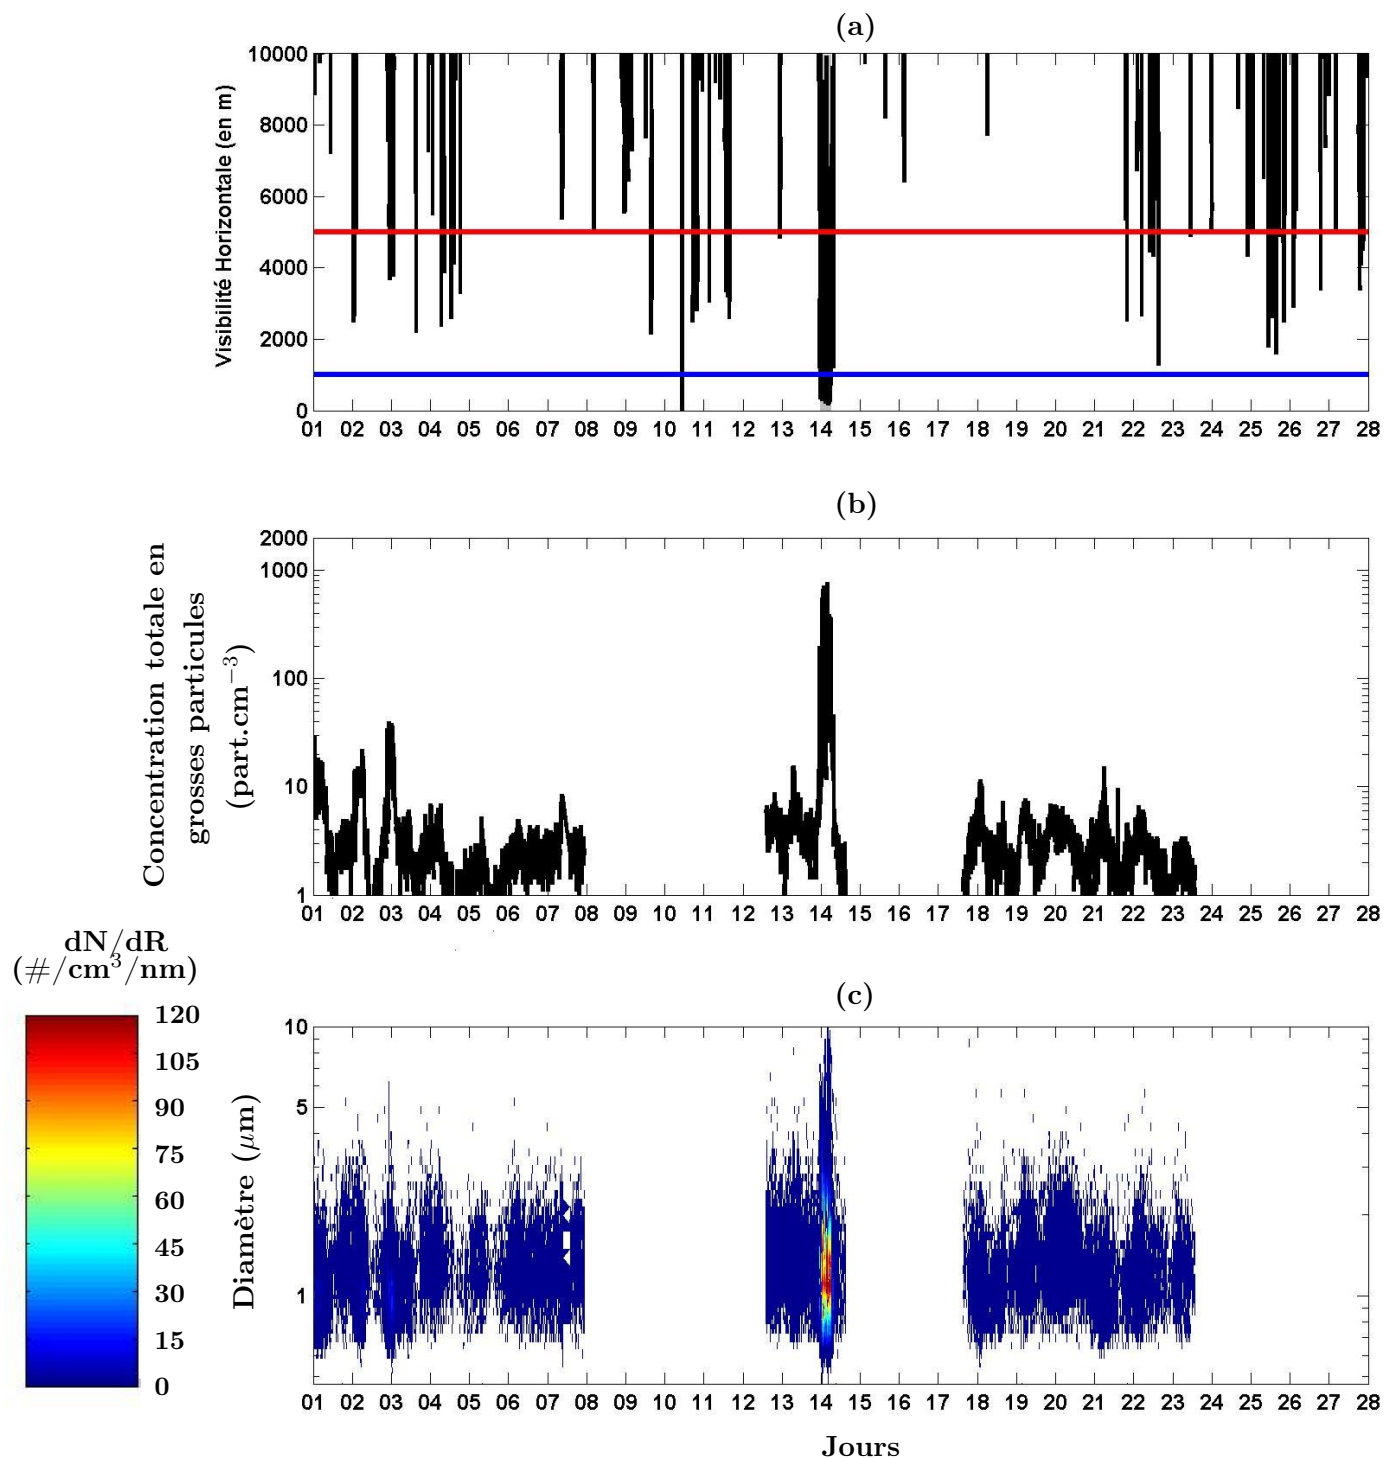 (a)
Visibilité Horizontale (en m)
10000
8000
6000
4000
2000
0
01 02 03 04 05 06 07 08 09 10 11 12 13 14 15 16 17 18 19 20 21 22 23 24 25 26 27 28
(b)
Concentration totale en
grosses particules
(part.cm⁻³)
2000
1000
100
10
1
01 02 03 04 05 06 07 08 09 10 11 12 13 14 15 16 17 18 19 20 21 22 23 24 25 26 27 28
dN/dR
(#/cm³/nm)
120
105
90
75
60
45
30
15
0
(c)
Diamètre (μm)
10
5
1
01 02 03 04 05 06 07 08 09 10 11 12 13 14 15 16 17 18 19 20 21 22 23 24 25 26 27 28
Jours